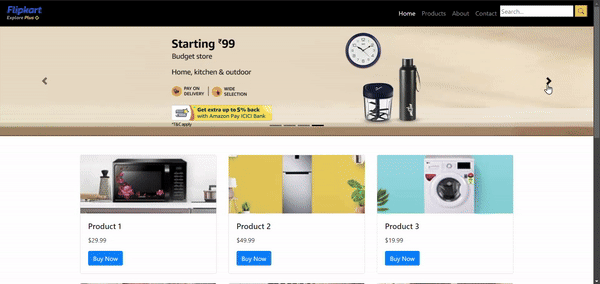 Flipkart
Explore Plus
Home Products About Contact Search...
Starting ₹99
Budget store
Home, kitchen & outdoor
PAY ON DELIVERY | WIDE SELECTION
Get extra up to 5% back
with Amazon Pay ICICI Bank
*T&C apply
Product 1
$29.99
Buy Now
Product 2
$49.99
Buy Now
Product 3
$19.99
Buy Now